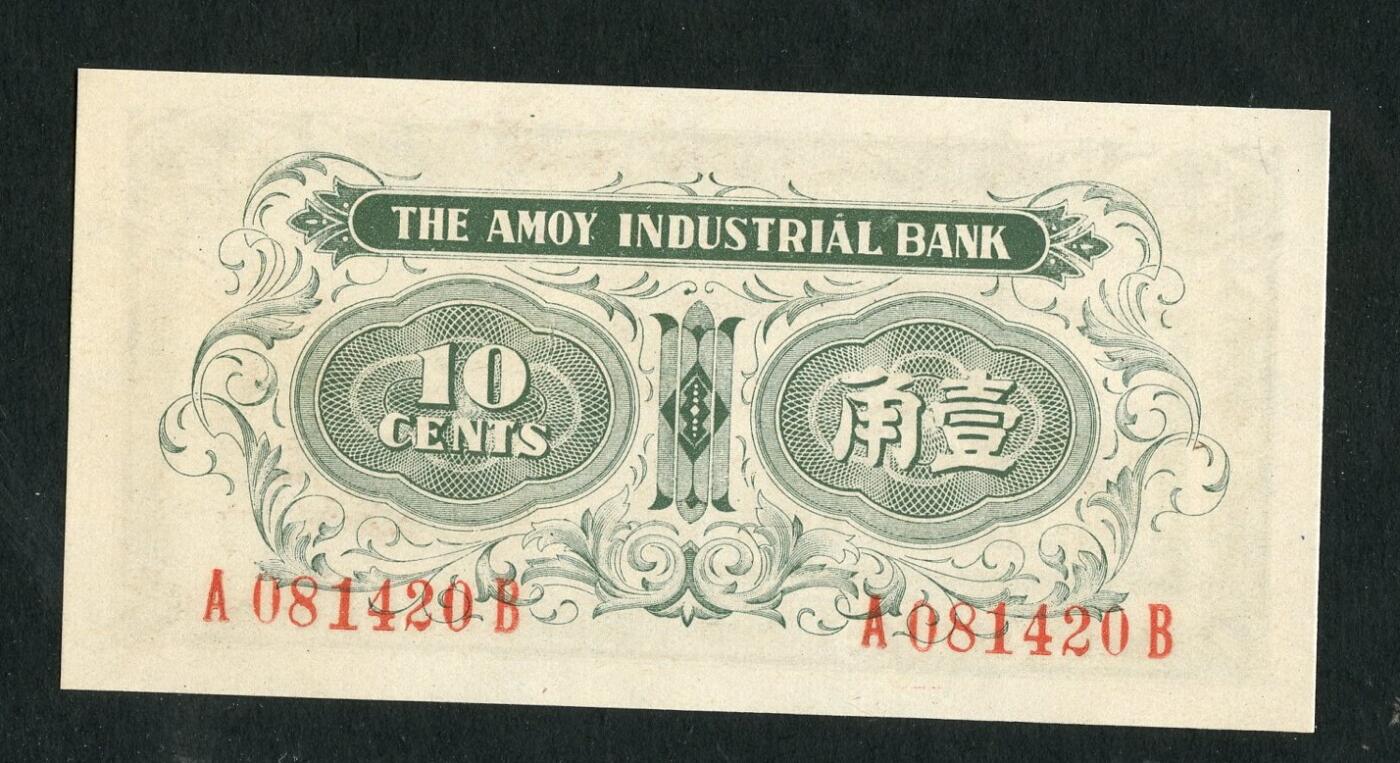 THE AMOY INDUSTRIAL BANK
10
CENTS
角壹
A 081420 B
A 081420 B